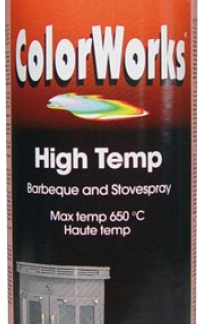 ColorWorks
High Temp
Barbeque and Stovespray
Max temp 650 °C
Haute temp